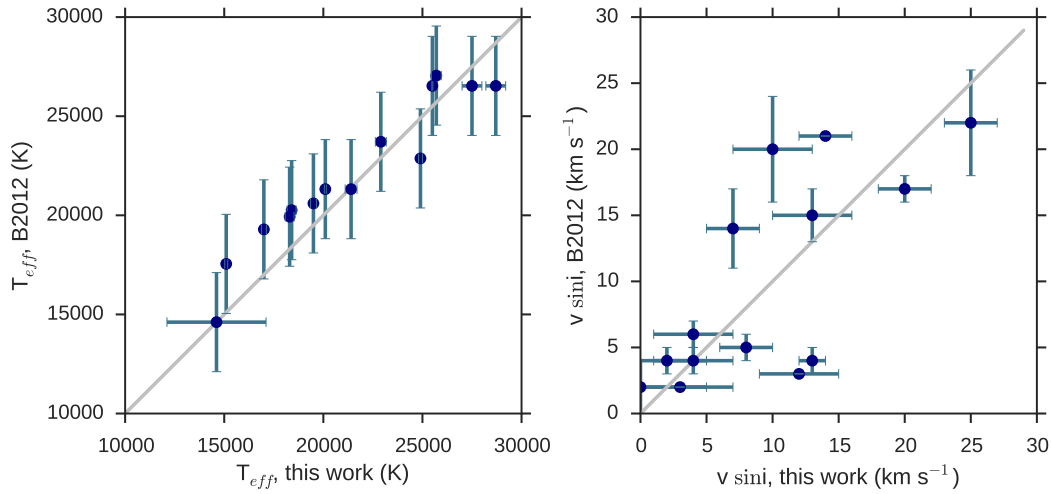 30000
25000
20000
15000
10000
T_eff, B2012 (K)
10000 15000 20000 25000 30000
T_eff, this work (K)
30
25
20
15
10
5
0
v sini, B2012 (km s⁻¹)
0 5 10 15 20 25 30
v sini, this work (km s⁻¹)